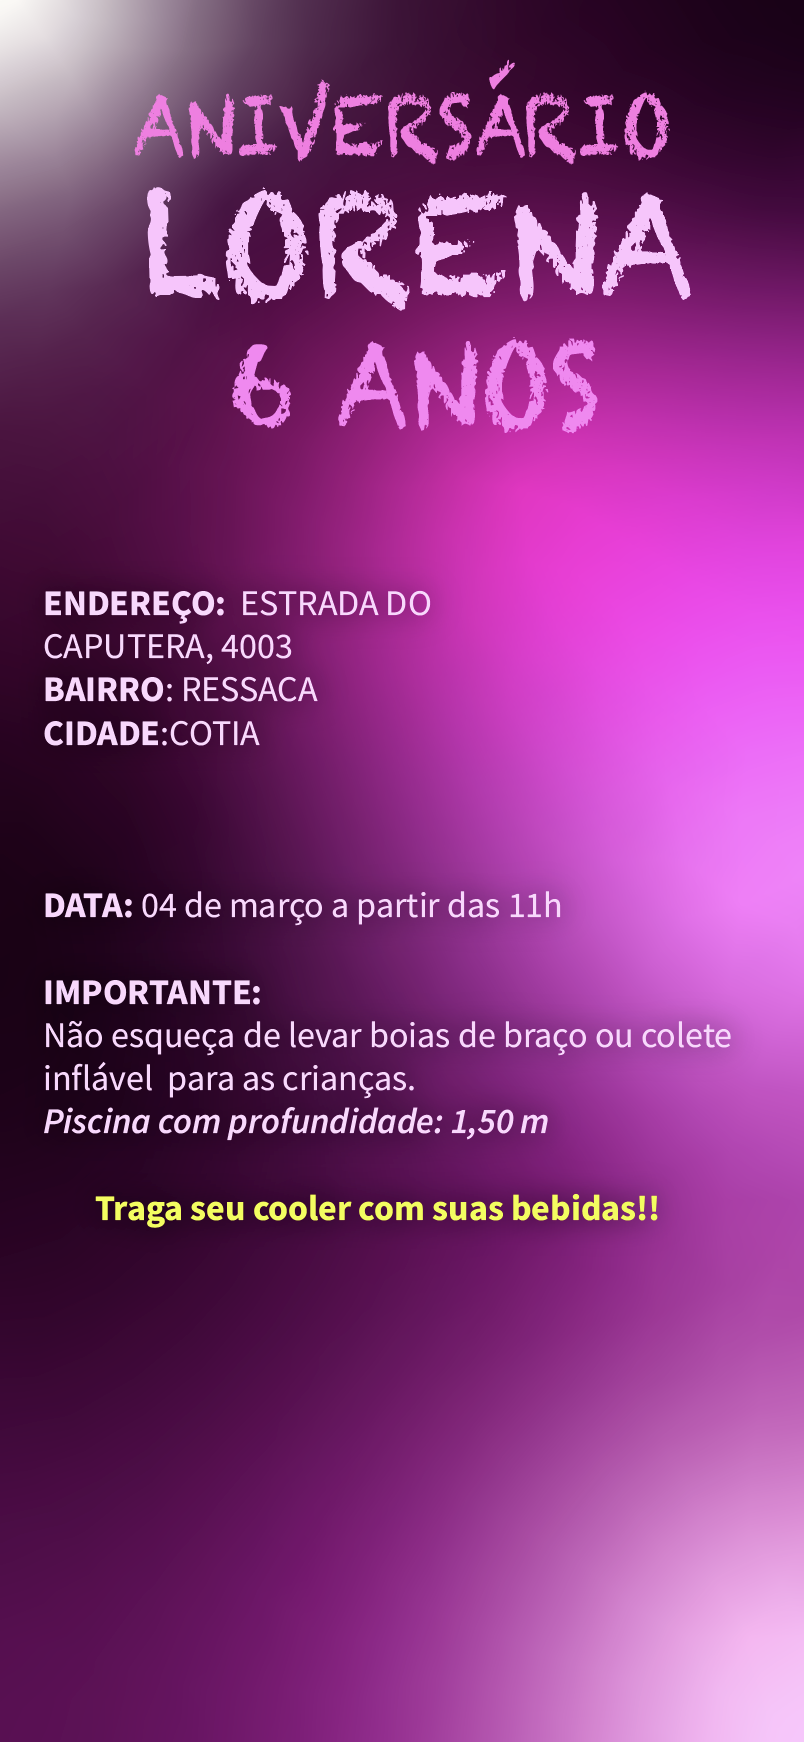 ANIVERSÁRIO
LORENA
6 ANOS
ENDEREÇO:  ESTRADA DO
CAPUTERA, 4003
BAIRRO: RESSACA
CIDADE:COTIA
DATA: 04 de março a partir das 11h
IMPORTANTE:
Não esqueça de levar boias de braço ou colete
inflável  para as crianças.
Piscina com profundidade: 1,50 m
Traga seu cooler com suas bebidas!!